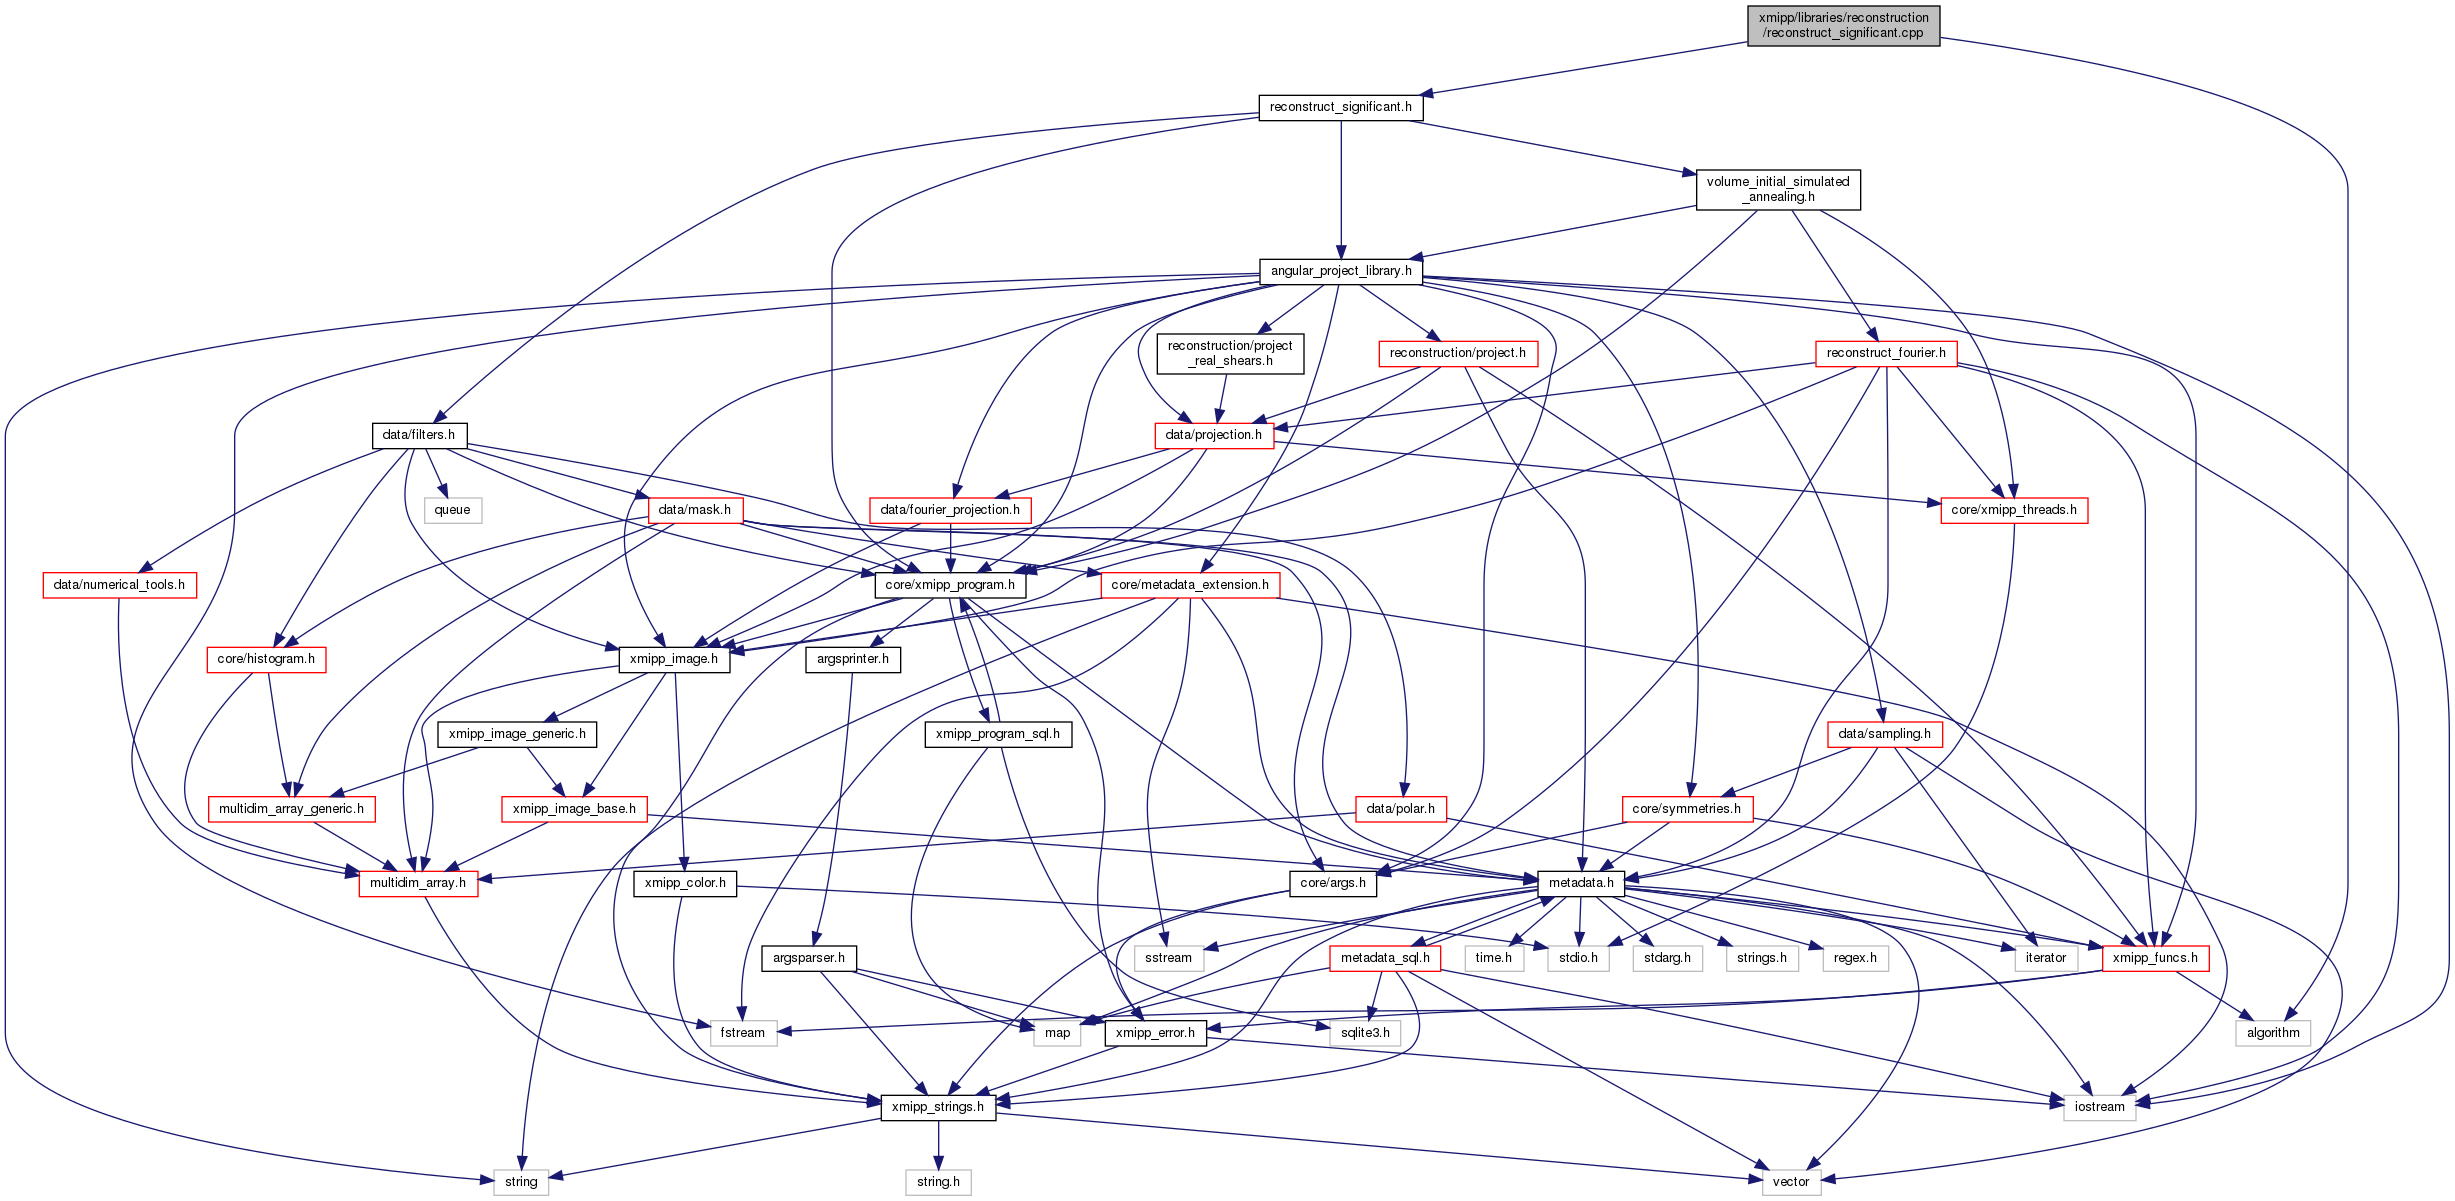 xmipp/libraries/reconstruction
/reconstruct_significant.cpp
reconstruct_significant.h
volume_initial_simulated
_annealing.h
angular_project_library.h
reconstruction/project
_real_shears.h
reconstruction/project.h
reconstruct_fourier.h
data/filters.h
data/projection.h
queue
data/mask.h
data/fourier_projection.h
core/xmipp_threads.h
data/numerical_tools.h
core/xmipp_program.h
core/metadata_extension.h
core/histogram.h
xmipp_image.h
argsprinter.h
xmipp_image_generic.h
xmipp_program_sql.h
data/sampling.h
multidim_array_generic.h
xmipp_image_base.h
data/polar.h
core/symmetries.h
multidim_array.h
xmipp_color.h
core/args.h
metadata.h
argsparser.h
sstream
metadata_sql.h
time.h
stdio.h
stdarg.h
strings.h
regex.h
iterator
xmipp_funcs.h
fstream
map
xmipp_error.h
sqlite3.h
algorithm
xmipp_strings.h
iostream
string
string.h
vector